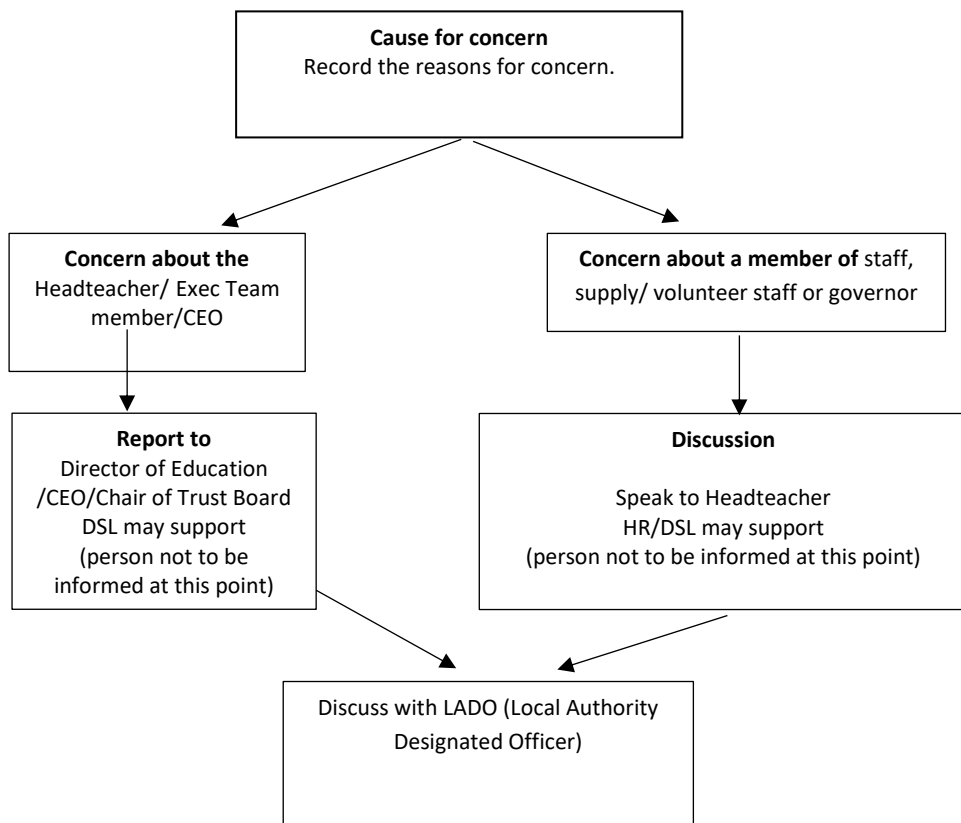 Cause for concern
Record the reasons for concern.
Concern about the
Headteacher/ Exec Team
member/CEO
Concern about a member of staff,
supply/ volunteer staff or governor
Report to
Director of Education
/CEO/Chair of Trust Board
DSL may support
(person not to be
informed at this point)
Discussion
Speak to Headteacher
HR/DSL may support
(person not to be informed at this point)
Discuss with LADO (Local Authority
Designated Officer)